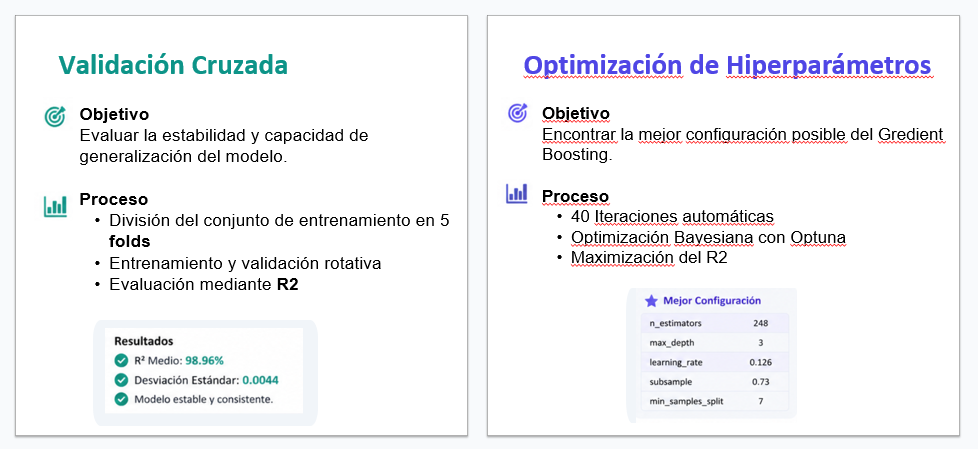 Validación Cruzada
Objetivo
Evaluar la estabilidad y capacidad de
generalización del modelo.
Proceso
• División del conjunto de entrenamiento en 5
folds
• Entrenamiento y validación rotativa
• Evaluación mediante R2
Resultados
R² Medio: 98.96%
Desviación Estándar: 0.0044
Modelo estable y consistente.
Optimización de Hiperparámetros
Objetivo
Encontrar la mejor configuración posible del Gredient
Boosting.
Proceso
• 40 Iteraciones automáticas
• Optimización Bayesiana con Optuna
• Maximización del R2
Mejor Configuración
n_estimators 248
max_depth 3
learning_rate 0.126
subsample 0.73
min_samples_split 7